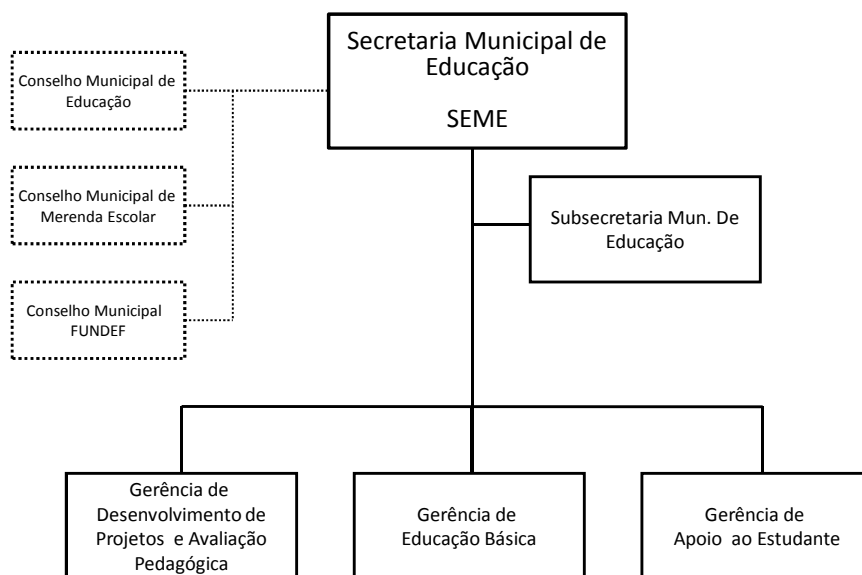 Secretaria Municipal de
Educação
SEME
Conselho Municipal de
Educação
Conselho Municipal de
Merenda Escolar
Conselho Municipal
FUNDEF
Subsecretaria Mun. De
Educação
Gerência de
Desenvolvimento de
Projetos e Avaliação
Pedagógica
Gerência de
Educação Básica
Gerência de
Apoio ao Estudante